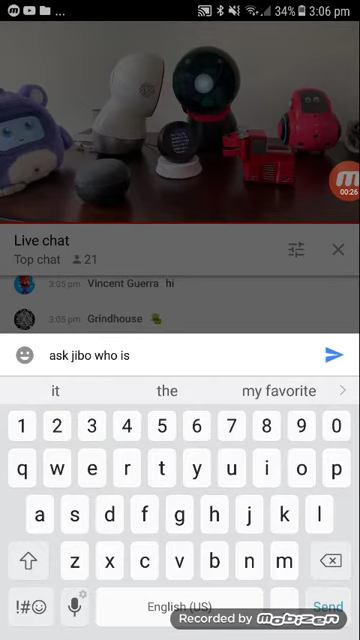 ... 34% 3:06 pm
00:26
Live chat
Top chat 21
3:05 pm Vincent Guerra hi
3:05 pm Grindhouse
ask jibo who is
it the my favorite
1 2 3 4 5 6 7 8 9 0
q w e r t y u i o p
a s d f g h j k l
z x c v b n m
!#☺ English (US) Send
Recorded by Mobizen